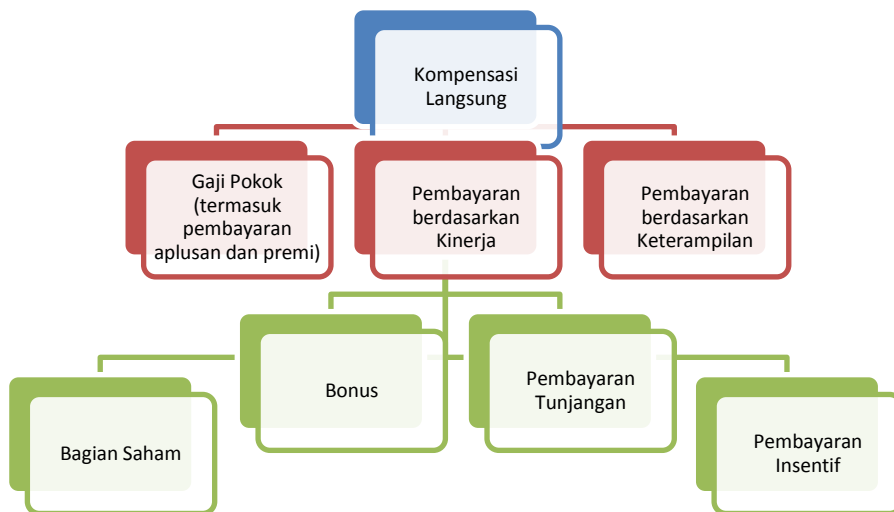 Kompensasi
Langsung
Gaji Pokok
(termasuk
pembayaran
aplusan dan premi)
Pembayaran
berdasarkan
Kinerja
Pembayaran
berdasarkan
Keterampilan
Bonus
Pembayaran
Tunjangan
Bagian Saham
Pembayaran
Insentif